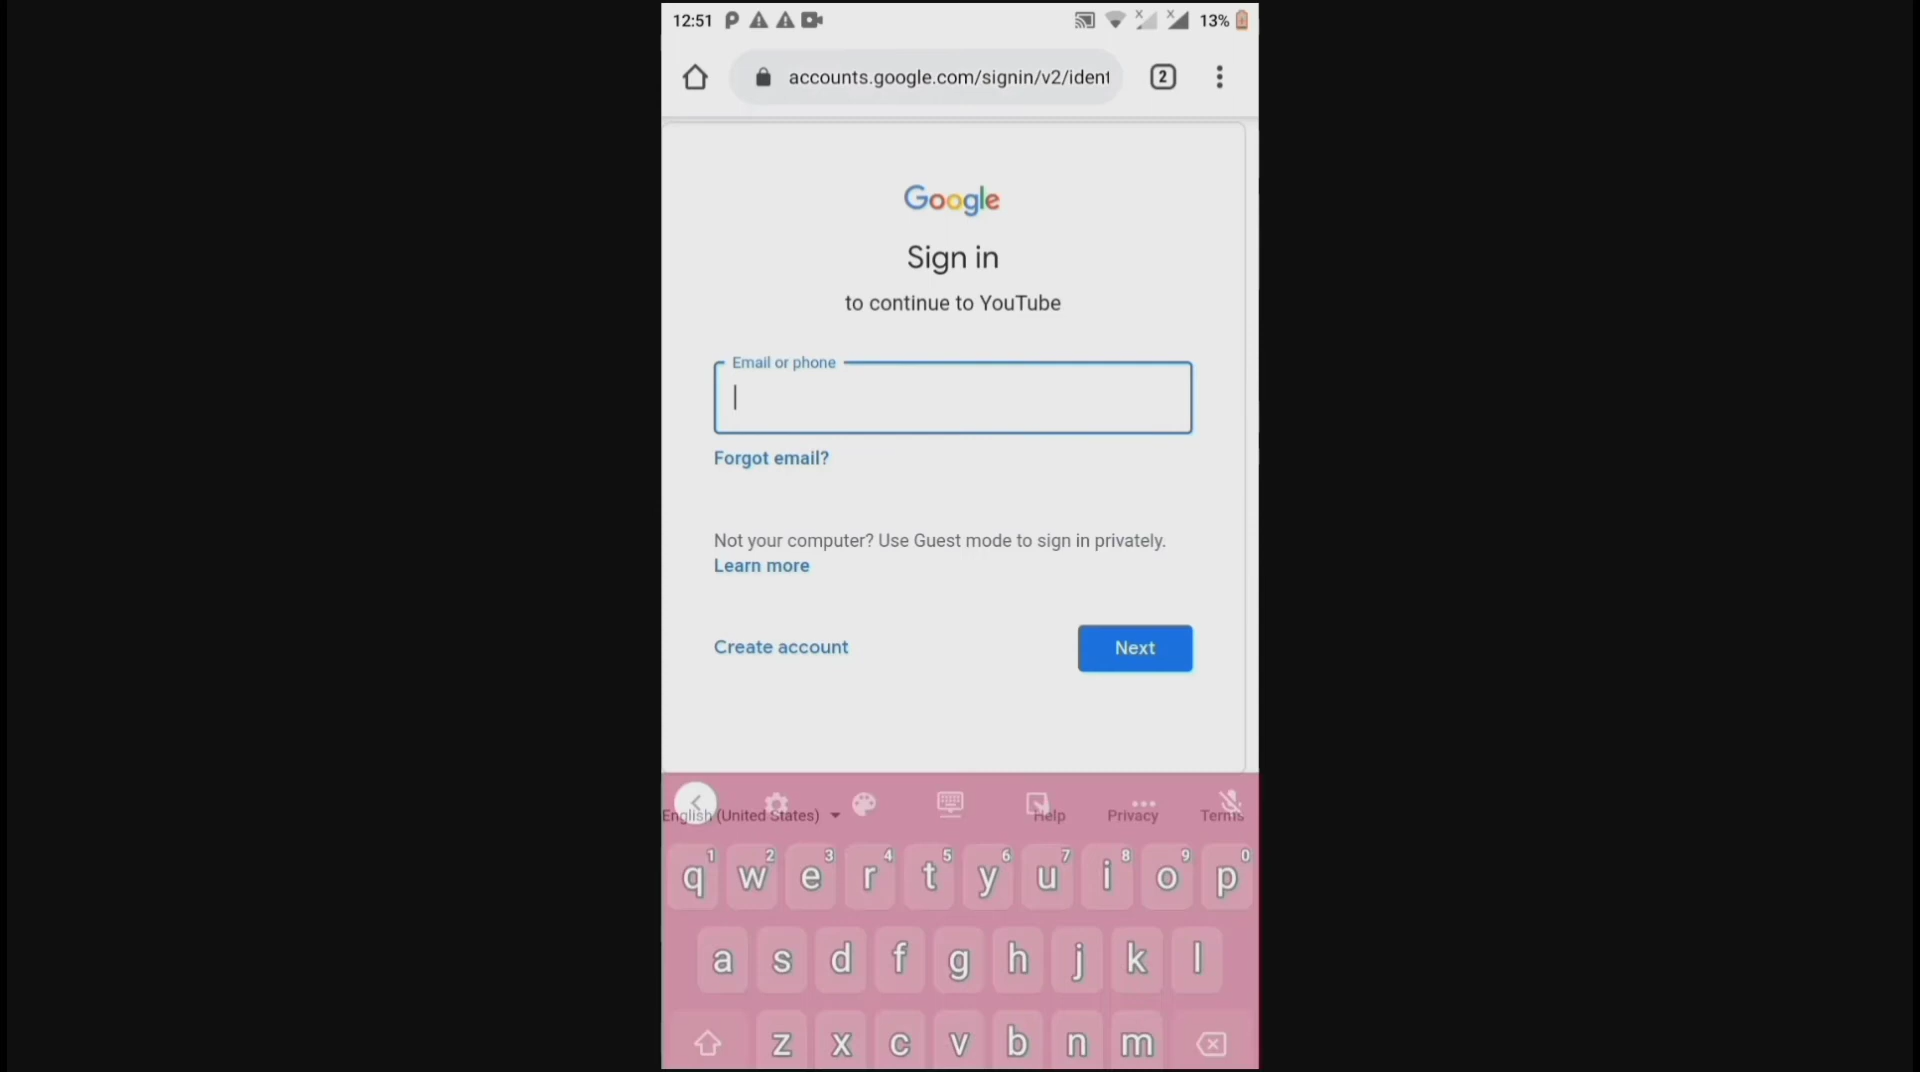 12:51 13%
accounts.google.com/signin/v2/ident 2
Google
Sign in
to continue to YouTube
Email or phone
Forgot email?
Not your computer? Use Guest mode to sign in privately.
Learn more
Create account Next
English (United States) Help Privacy Terms
1 2 3 4 5 6 7 8 9 0
q w e r t y u i o p
a s d f g h j k l
z x c v b n m